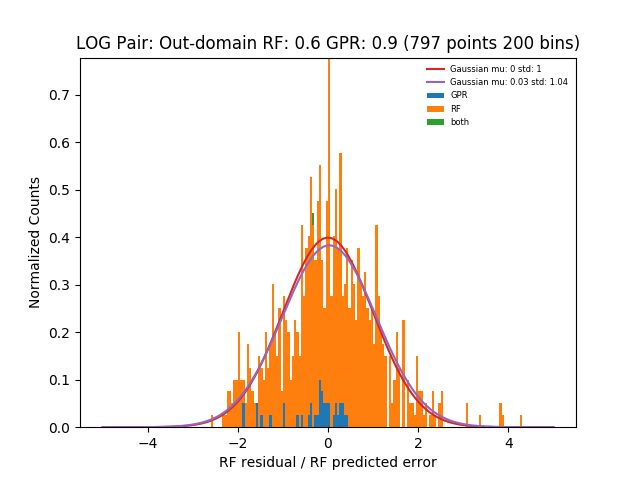 LOG Pair: Out-domain RF: 0.6 GPR: 0.9 (797 points 200 bins)
Gaussian mu: 0 std: 1
Gaussian mu: 0.03 std: 1.04
GPR
RF
both
Normalized Counts
0.7
0.6
0.5
0.4
0.3
0.2
0.1
0.0
−4
−2
0
2
4
RF residual / RF predicted error